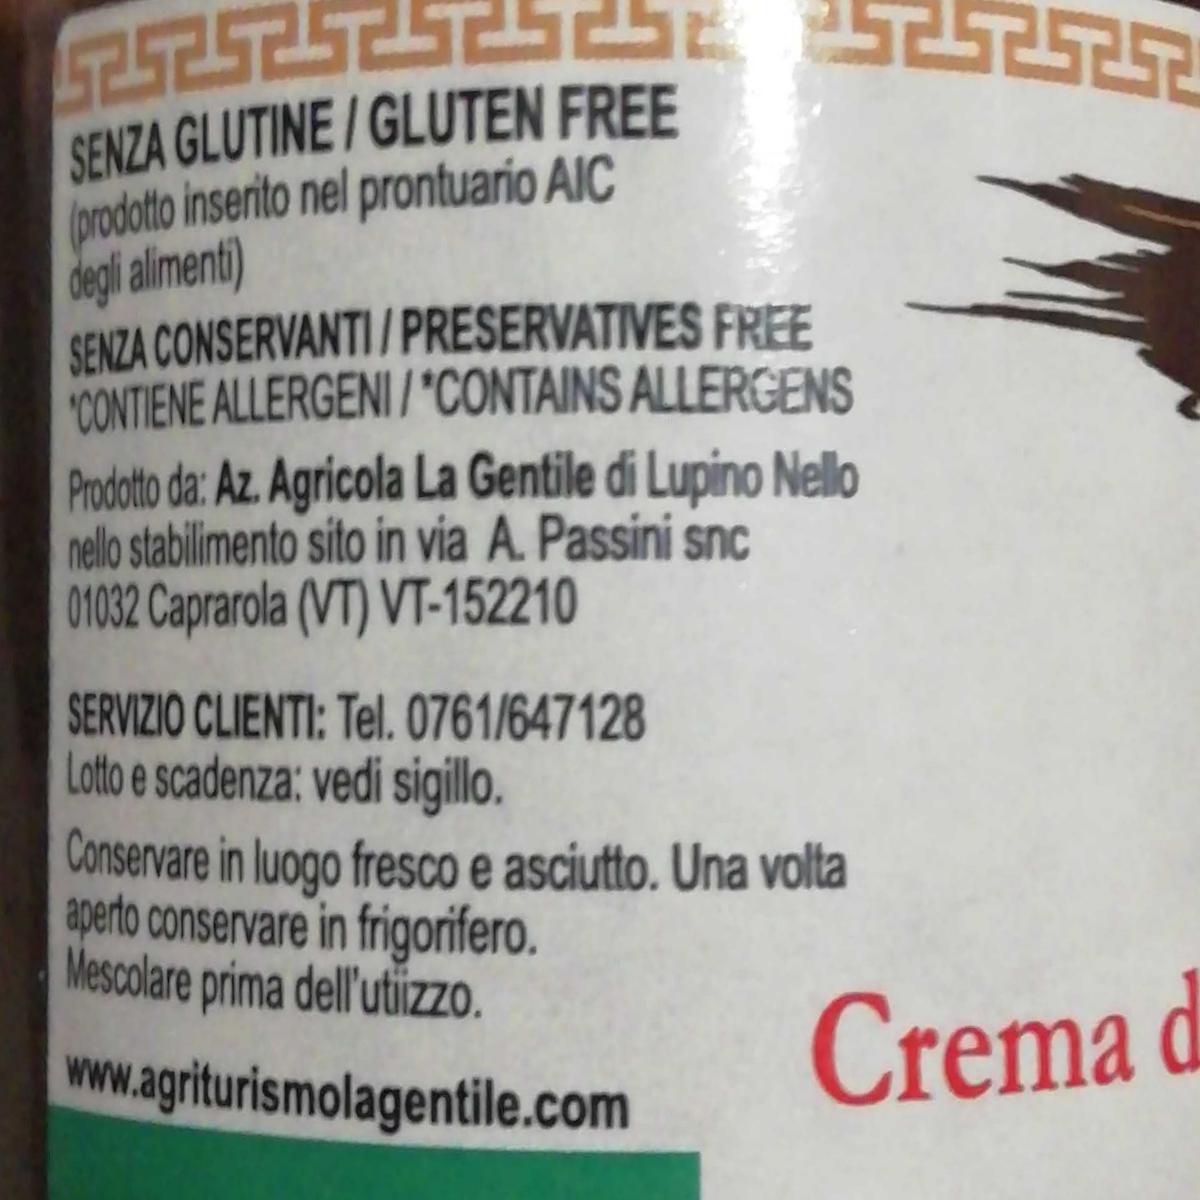 SENZA GLUTINE / GLUTEN FREE
(prodotto inserito nel prontuario AIC
degli alimenti)
SENZA CONSERVANTI / PRESERVATIVES FREE
*CONTIENE ALLERGENI / *CONTAINS ALLERGENS
Prodotto da: Az. Agricola La Gentile di Lupino Nello
nello stabilimento sito in via A. Passini snc
01032 Caprarola (VT) VT-152210
SERVIZIO CLIENTI: Tel. 0761/647128
Lotto e scadenza: vedi sigillo.
Conservare in luogo fresco e asciutto. Una volta
aperto conservare in frigorifero.
Mescolare prima dell'utiizzo.
www.agriturismolagentile.com
Crema d